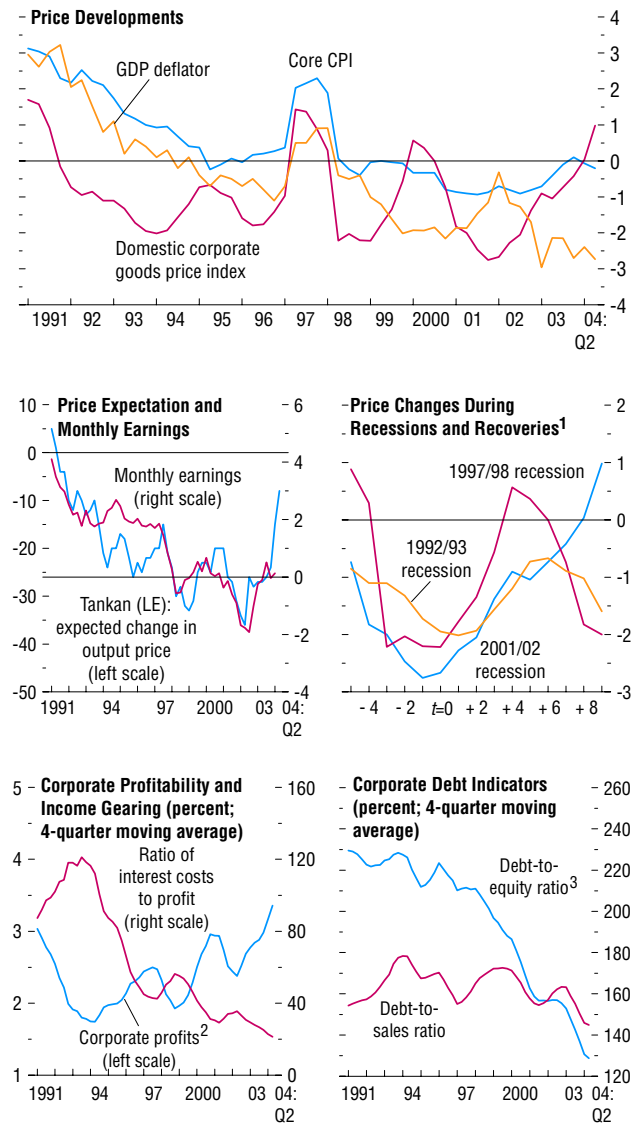 Price Developments
4
3
2
1
0
-1
-2
-3
-4
GDP deflator
Core CPI
Domestic corporate
goods price index
1991 92 93 94 95 96 97 98 99 2000 01 02 03 04:
Q2
Price Expectation and
Monthly Earnings
10
0
-10
-20
-30
-40
-50
6
4
2
0
-2
-4
Monthly earnings
(right scale)
Tankan (LE):
expected change in
output price
(left scale)
1991 94 97 2000 03 04:
Q2
Price Changes During
Recessions and Recoveries1
2
1
0
-1
-2
-3
1997/98 recession
1992/93
recession
2001/02
recession
- 4 - 2 t=0 + 2 + 4 + 6 + 8
Corporate Profitability and
Income Gearing (percent;
4-quarter moving average)
5
4
3
2
1
160
120
80
40
0
Ratio of
interest costs
to profit
(right scale)
Corporate profits2
(left scale)
1991 94 97 2000 03 04:
Q2
Corporate Debt Indicators
(percent; 4-quarter moving
average)
260
240
220
200
180
160
140
120
Debt-to-
equity ratio3
Debt-to-
sales ratio
1991 94 97 2000 03 04:
Q2